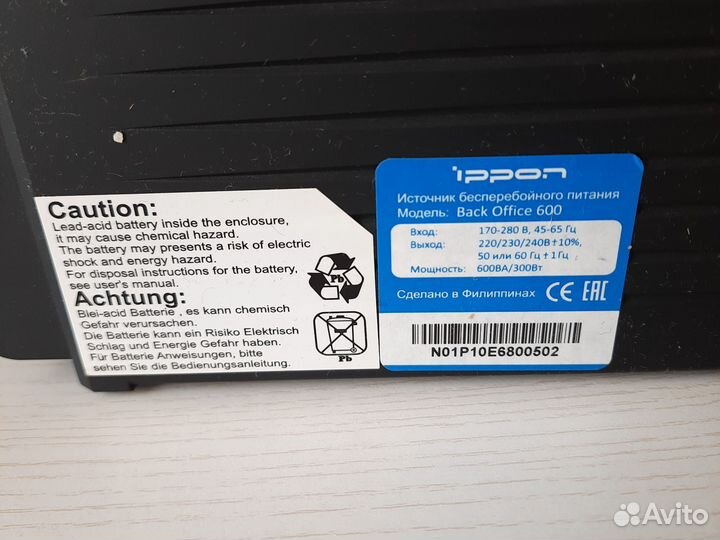 Caution:
Lead-acid battery inside the enclosure,
it may cause chemical hazard.
The battery may presents a risk of electric
shock and energy hazard.
For disposal instructions for the battery,
see user's manual.
Achtung:
Blei-acid Batterie , es kann chemisch
Gefahr verursachen.
Die Batterie kann ein Risiko Elektrisch
Schlag und Energie Gefahr haben.
Für Batterie Anweisungen, bitte
sehen Sie die Bedienungsanleitung.
Pb
Pb
ippon
Источник бесперебойного питания
Модель: Back Office 600
Вход: 170-280 В, 45-65 Гц
Выход: 220/230/240В ± 10%,
50 или 60 Гц ± 1 Гц
Мощность: 600ВА/300Вт
Сделано в Филиппинах CE EAC
N01P10E6800502
Avito